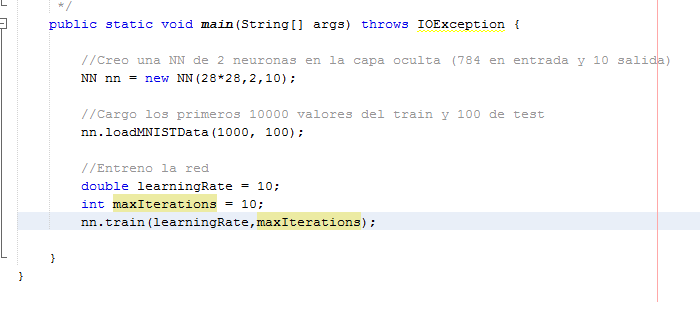 */
public static void main(String[] args) throws IOException {
//Creo una NN de 2 neuronas en la capa oculta (784 en entrada y 10 salida)
NN nn = new NN(28*28,2,10);
//Cargo los primeros 10000 valores del train y 100 de test
nn.loadMNISTData(1000, 100);
//Entreno la red
double learningRate = 10;
int maxIterations = 10;
nn.train(learningRate,maxIterations);
}
}